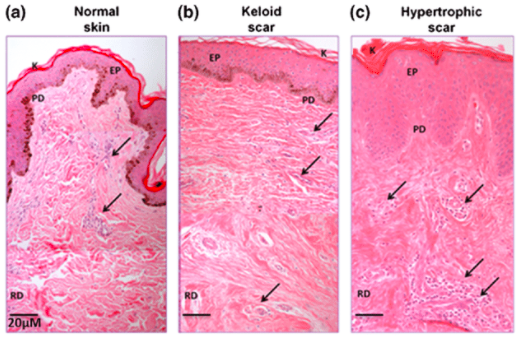 (a) Normal skin
(b) Keloid scar
(c) Hypertrophic scar
K
EP
PD
RD
20µM
K
EP
PD
RD
K
EP
PD
RD